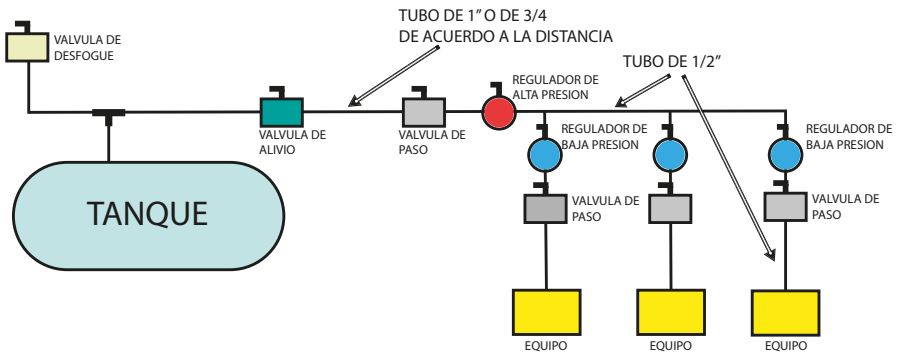 TUBO DE 1" O DE 3/4
DE ACUERDO A LA DISTANCIA
VALVULA DE
DESFOGUE
TUBO DE 1/2"
REGULADOR DE
ALTA PRESION
VALVULA DE
ALIVIO
VALVULA DE
PASO
REGULADOR DE
BAJA PRESION
REGULADOR DE
BAJA PRESION
TANQUE
VALVULA DE
PASO
VALVULA DE
PASO
EQUIPO
EQUIPO
EQUIPO